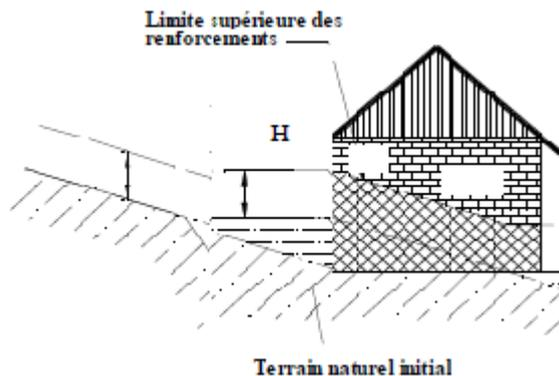 Limite supérieure des
renforcements
H
Terrain naturel initial